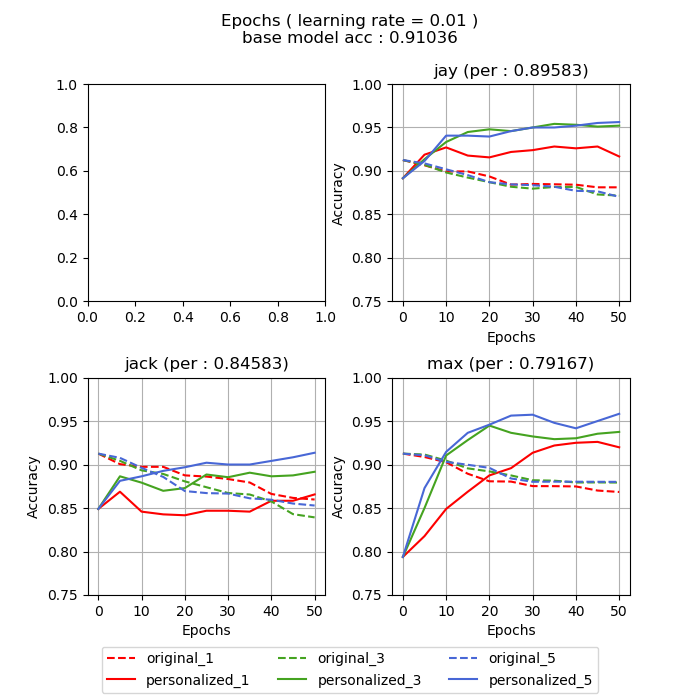 Epochs ( learning rate = 0.01 )
base model acc : 0.91036
1.0
0.8
0.6
0.4
0.2
0.0
0.0 0.2 0.4 0.6 0.8 1.0
jay (per : 0.89583)
Accuracy
1.00
0.95
0.90
0.85
0.80
0.75
0 10 20 30 40 50
Epochs
jack (per : 0.84583)
Accuracy
1.00
0.95
0.90
0.85
0.80
0.75
0 10 20 30 40 50
Epochs
max (per : 0.79167)
Accuracy
1.00
0.95
0.90
0.85
0.80
0.75
0 10 20 30 40 50
Epochs
original_1 original_3 original_5
personalized_1 personalized_3 personalized_5